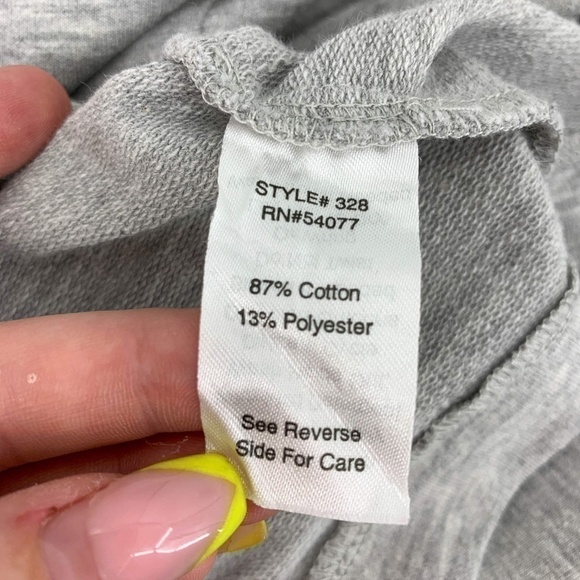 STYLE# 328
RN#54077
87% Cotton
13% Polyester
See Reverse
Side For Care